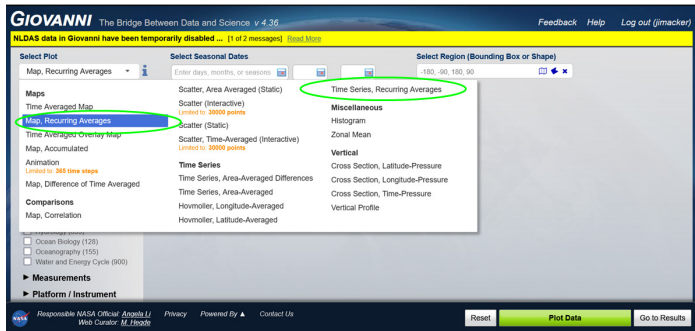 GIOVANNI The Bridge Between Data and Science v 4.36 Feedback Help Log out (jimacker)
NLDAS data in Giovanni have been temporarily disabled ... [1 of 2 messages] Read More
Select Plot
Map, Recurring Averages
Select Seasonal Dates
Enter days, months, or seasons
Select Region (Bounding Box or Shape)
-180, -90, 180, 90
Maps
Time Averaged Map
Map, Recurring Averages
Time Averaged Overlay Map
Map, Accumulated
Animation
Limited to 365 time steps
Map, Difference of Time Averaged
Comparisons
Map, Correlation
Scatter, Area Averaged (Static)
Scatter (Interactive)
Limited to 30000 points
Scatter (Static)
Scatter, Time-Averaged (Interactive)
Limited to 30000 points
Time Series
Time Series, Area-Averaged Differences
Time Series, Area-Averaged
Hovmoller, Longitude-Averaged
Hovmoller, Latitude-Averaged
Time Series, Recurring Averages
Miscellaneous
Histogram
Zonal Mean
Vertical
Cross Section, Latitude-Pressure
Cross Section, Longitude-Pressure
Cross Section, Time-Pressure
Vertical Profile
Ocean Biology (128)
Oceanography (155)
Water and Energy Cycle (900)
Measurements
Platform / Instrument
NASA
Responsible NASA Official: Angela Li
Web Curator: M. Hegde
Privacy Powered By ▲ Contact Us
Reset
Plot Data
Go to Results